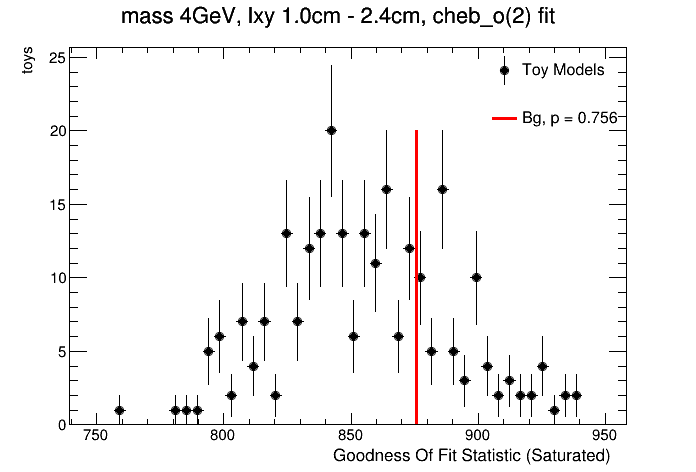 mass 4GeV, lxy 1.0cm - 2.4cm, cheb_o(2) fit
toys
25
20
15
10
5
0
Toy Models
Bg, p = 0.756
750 800 850 900 950
Goodness Of Fit Statistic (Saturated)